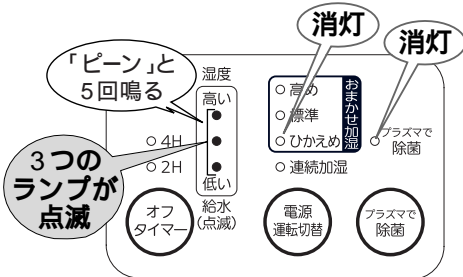 消灯
消灯
「ピーン」と
5回鳴る
湿度
高い
低い
給水
(点滅)
4H
2H
3つの
ランプが
点滅
高め
標準
ひかえめ
おまかせ加湿
連続加湿
プラズマで
除菌
オフ
タイマー
電源
運転切替
プラズマで
除菌